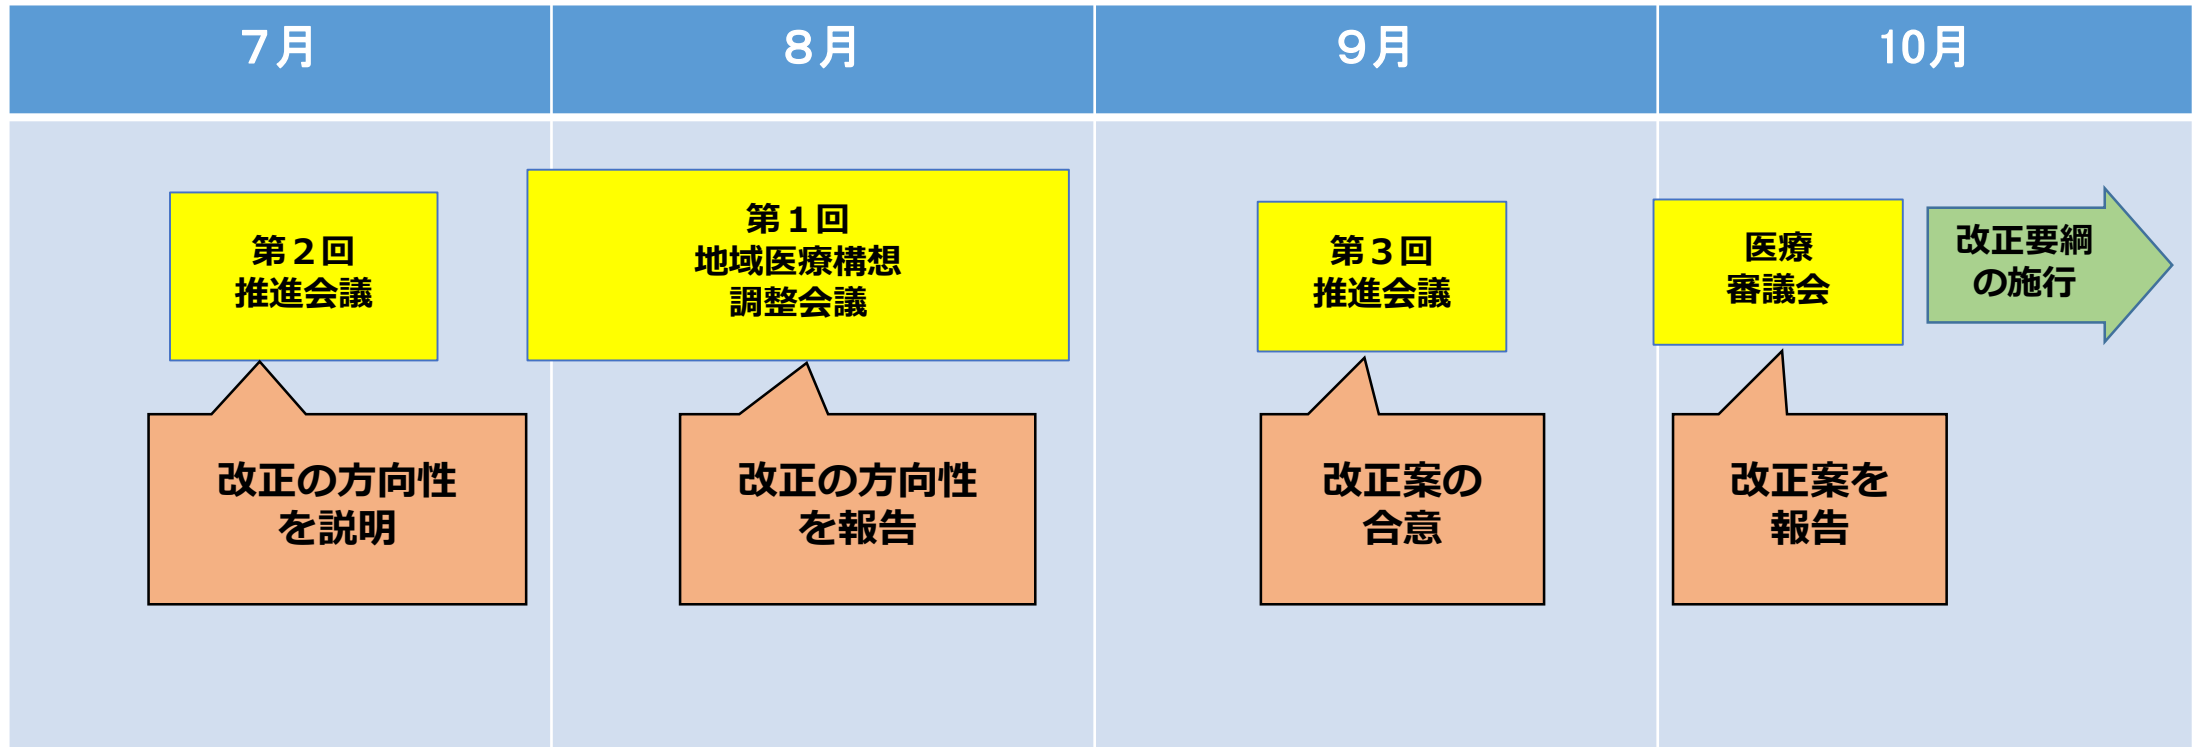 ７月
８月
９月
10月
第２回
推進会議
第１回
地域医療構想
調整会議
第３回
推進会議
医療
審議会
改正要綱
の施行
改正の方向性
を説明
改正の方向性
を報告
改正案の
合意
改正案を
報告